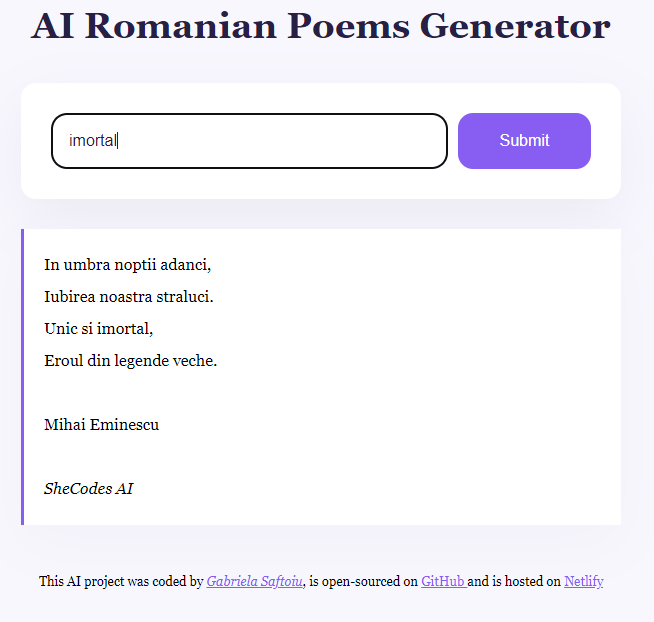 AI Romanian Poems Generator
imortal
Submit
In umbra noptii adanci,
Iubirea noastra straluci.
Unic si imortal,
Eroul din legende veche.
Mihai Eminescu
SheCodes AI
This AI project was coded by Gabriela Saftoiu, is open-sourced on GitHub and is hosted on Netlify